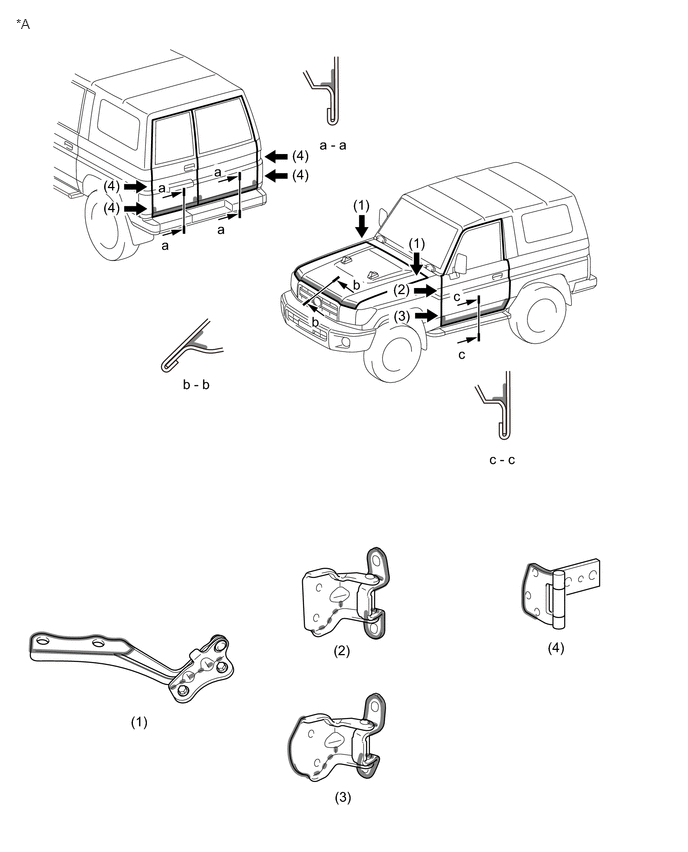 *A
a - a
(4)
(4)
(4)
(4)
a
a
a
a
(1)
(1)
(2)
(3)
b
b
c
c
b - b
c - c
(1)
(2)
(3)
(4)